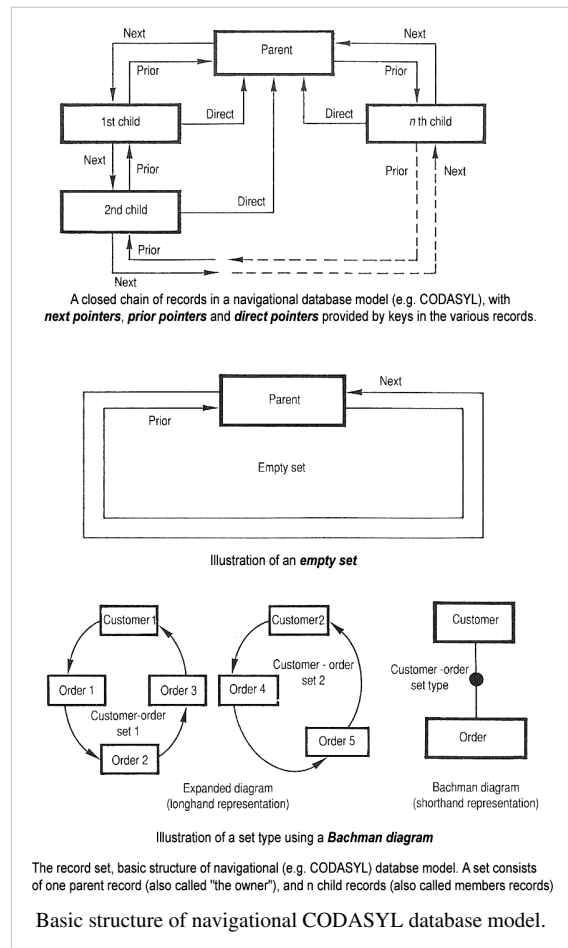 Parent
Next
Prior
Prior
Next
1st child
Direct
Direct
n th child
Next
Prior
Prior
Next
2nd child
Direct
Prior
Next
A closed chain of records in a navigational database model (e.g. CODASYL), with
next pointers, prior pointers and direct pointers provided by keys in the various records.
Parent
Next
Prior
Empty set
Illustration of an empty set
Customer1
Order 1
Order 3
Customer-order
set 1
Order 2
Customer2
Customer - order
set 2
Order 4
Order 5
Customer
Customer -order
set type
Order
Expanded diagram
(longhand representation)
Bachman diagram
(shorthand representation)
Illustration of a set type using a Bachman diagram
The record set, basic structure of navigational (e.g. CODASYL) databse model. A set consists
of one parent record (also called "the owner"), and n child records (also called members records)
Basic structure of navigational CODASYL database model.